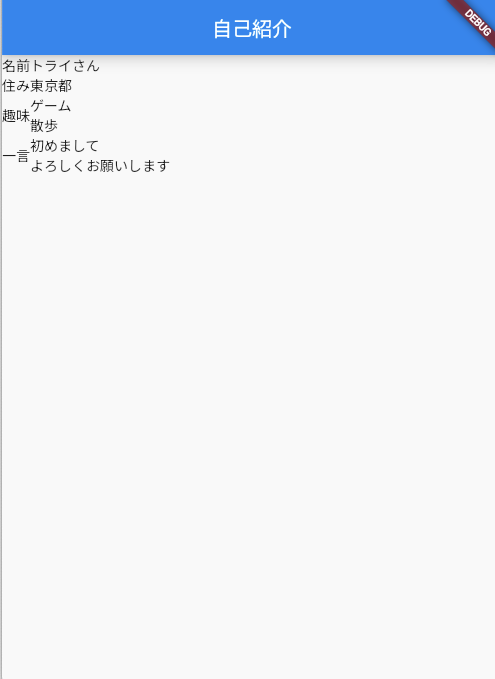 自己紹介
DEBUG
名前トライさん
住み東京都
趣味
ゲーム
散歩
一言
初めまして
よろしくお願いします